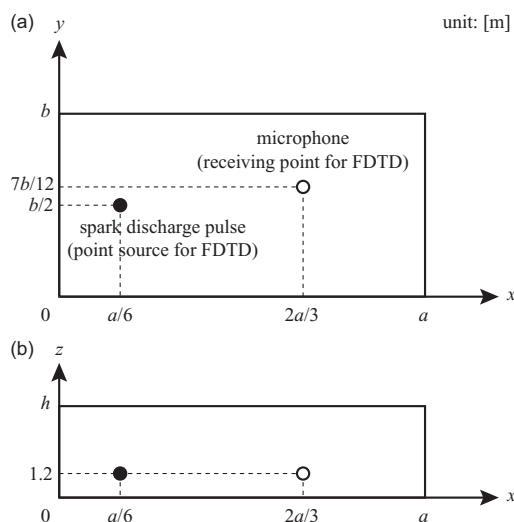 (a)
unit: [m]
y
b
microphone
(receiving point for FDTD)
7b/12
b/2
spark discharge pulse
(point source for FDTD)
0
a/6
2a/3
a
x
(b)
z
h
1.2
0
a/6
2a/3
a
x